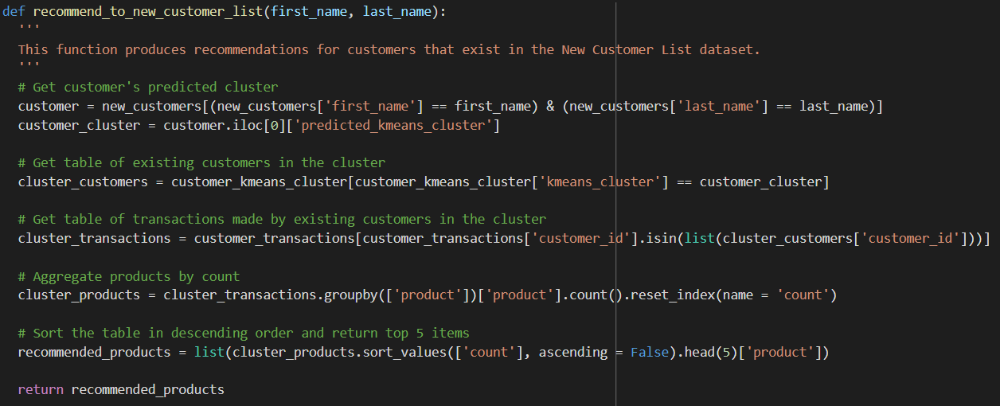 def recommend_to_new_customer_list(first_name, last_name):
  '''
  This function produces recommendations for customers that exist in the New Customer List dataset.
  '''
  # Get customer's predicted cluster
  customer = new_customers[(new_customers['first_name'] == first_name) & (new_customers['last_name'] == last_name)]
  customer_cluster = customer.iloc[0]['predicted_kmeans_cluster']

  # Get table of existing customers in the cluster
  cluster_customers = customer_kmeans_cluster[customer_kmeans_cluster['kmeans_cluster'] == customer_cluster]

  # Get table of transactions made by existing customers in the cluster
  cluster_transactions = customer_transactions[customer_transactions['customer_id'].isin(list(cluster_customers['customer_id']))]

  # Aggregate products by count
  cluster_products = cluster_transactions.groupby(['product'])['product'].count().reset_index(name = 'count')

  # Sort the table in descending order and return top 5 items
  recommended_products = list(cluster_products.sort_values(['count'], ascending = False).head(5)['product'])

  return recommended_products